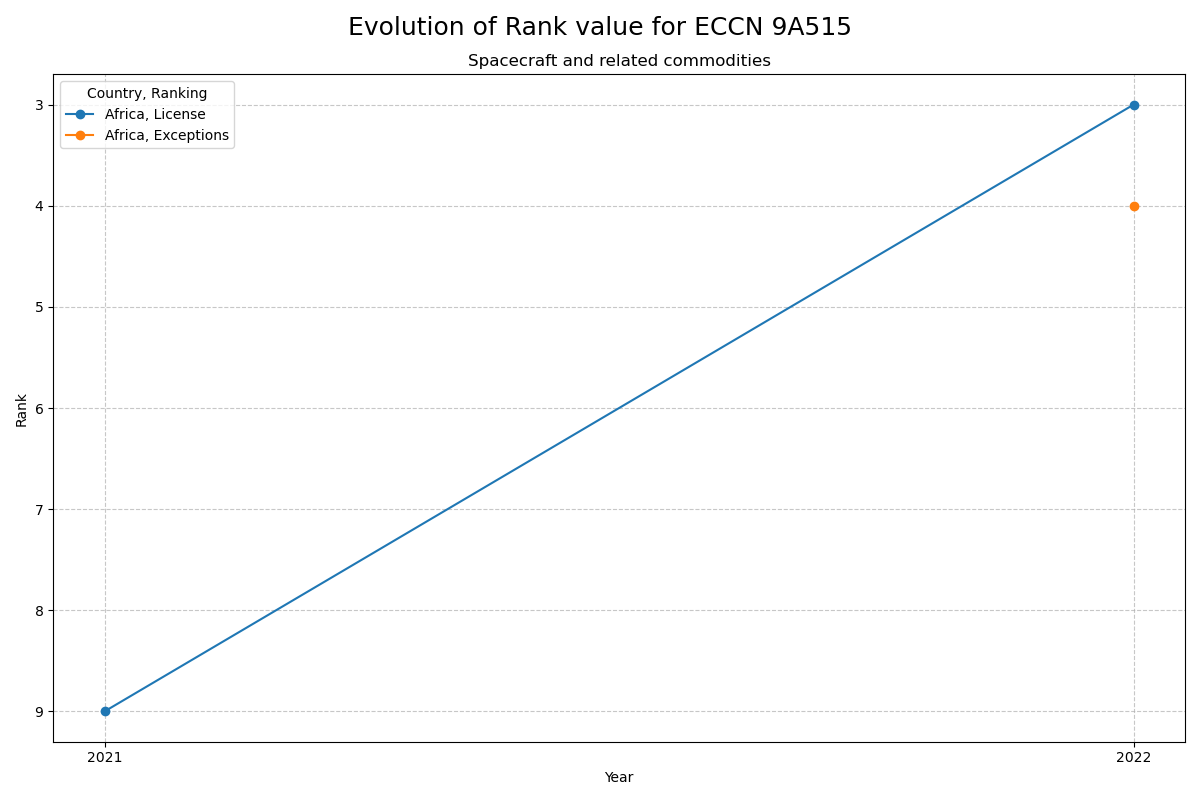 Evolution of Rank value for ECCN 9A515
Spacecraft and related commodities
Country, Ranking
Africa, License
Africa, Exceptions
3
4
5
6
7
8
9
Rank
2021
2022
Year